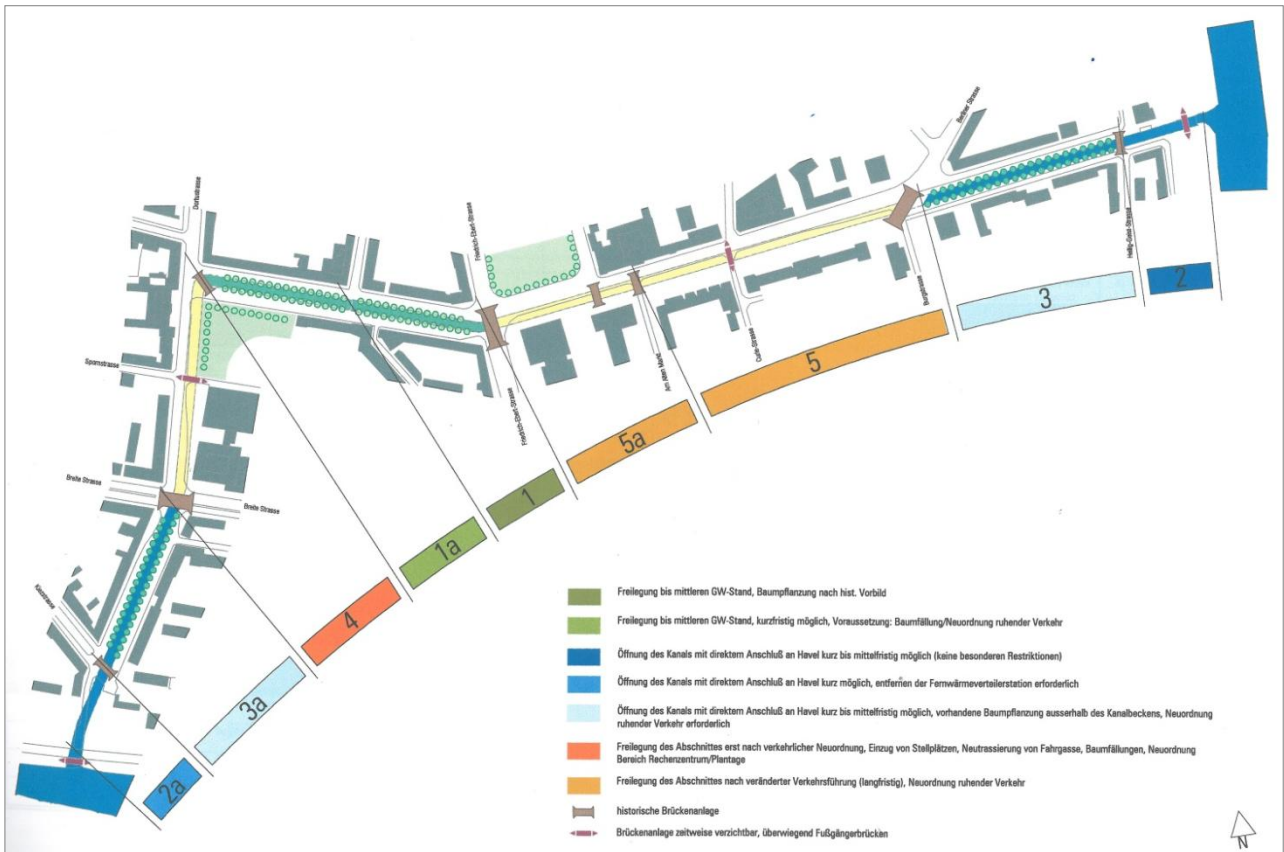 Berliner Strasse
Heilig-Geist-Strasse
Burgstrasse
3
2
5
Dortustrasse
Friedrich-Ebert-Strasse
Am Alten Markt
Friedrich-Ebert-Strasse
5a
1
1a
Spornstrasse
4
Breite Strasse
Breite Strasse
3a
Kiezstrasse
2a
Freilegung bis mittleren GW-Stand, Baumpflanzung nach hist. Vorbild
Freilegung bis mittleren GW-Stand, kurzfristig möglich, Voraussetzung: Baumfällung/Neuordnung ruhender Verkehr
Öffnung des Kanals mit direktem Anschluß an Havel kurz bis mittelfristig möglich (keine besonderen Restriktionen)
Öffnung des Kanals mit direktem Anschluß an Havel kurz möglich, entfernen der Fernwärmeverteilerstation erforderlich
Öffnung des Kanals mit direktem Anschluß an Havel kurz bis mittelfristig möglich, vorhandene Baumpflanzung ausserhalb des Kanalbeckens, Neuordnung
ruhender Verkehr erforderlich
Freilegung des Abschnittes erst nach verkehrlicher Neuordnung, Einzug von Stellplätzen, Neutrassierung von Fahrgasse, Baumfällungen, Neuordnung
Bereich Rechenzentrum/Plantage
Freilegung des Abschnittes nach veränderter Verkehrsführung (langfristig), Neuordnung ruhender Verkehr
historische Brückenanlage
Brückenanlage zeitweise verzichtbar, überwiegend Fußgängerbrücken
N